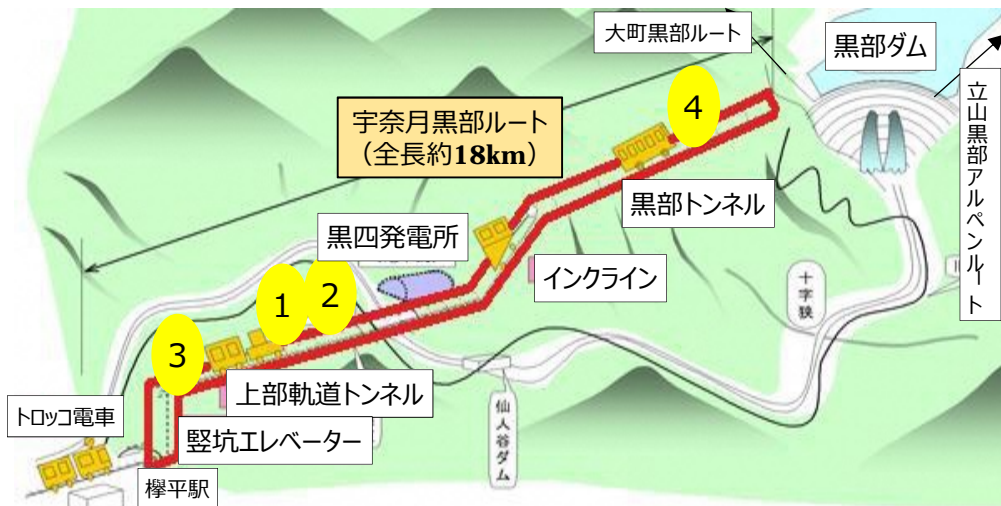 大町黒部ルート
黒部ダム
立山黒部アルペンルート
4
宇奈月黒部ルート
（全長約18km）
黒部トンネル
黒四発電所
インクライン
十字峡
1
2
3
上部軌道トンネル
仙人谷ダム
トロッコ電車
竪坑エレベーター
欅平駅